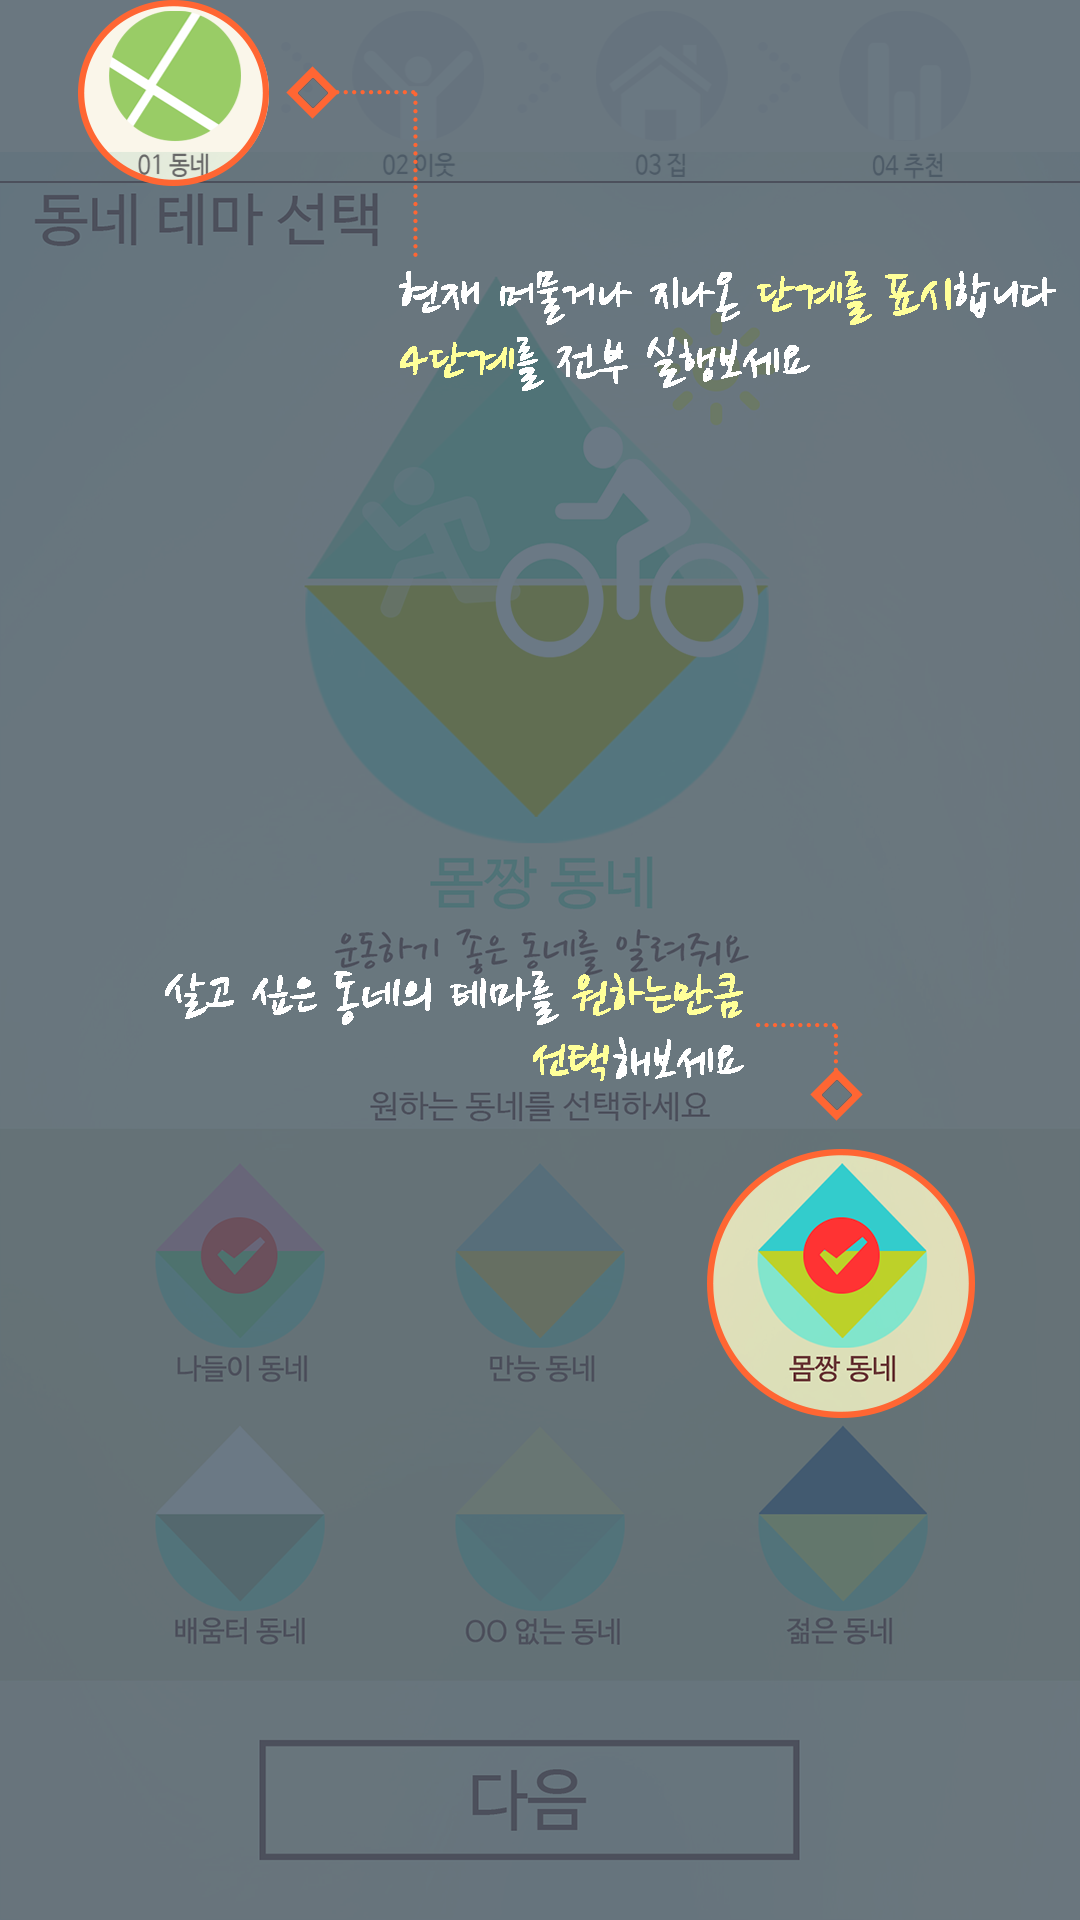 01 동네
02 이웃
03 집
04 추천
동네 테마 선택
현재 머물거나 지나온 단계를 표시합니다
4단계를 전부 실행보세요
몸짱 동네
운동하기 좋은 동네를 알려줘요
살고 싶은 동네의 테마를 원하는만큼
선택해보세요
원하는 동네를 선택하세요
나들이 동네
만능 동네
몸짱 동네
배움터 동네
OO 없는 동네
젊은 동네
다음